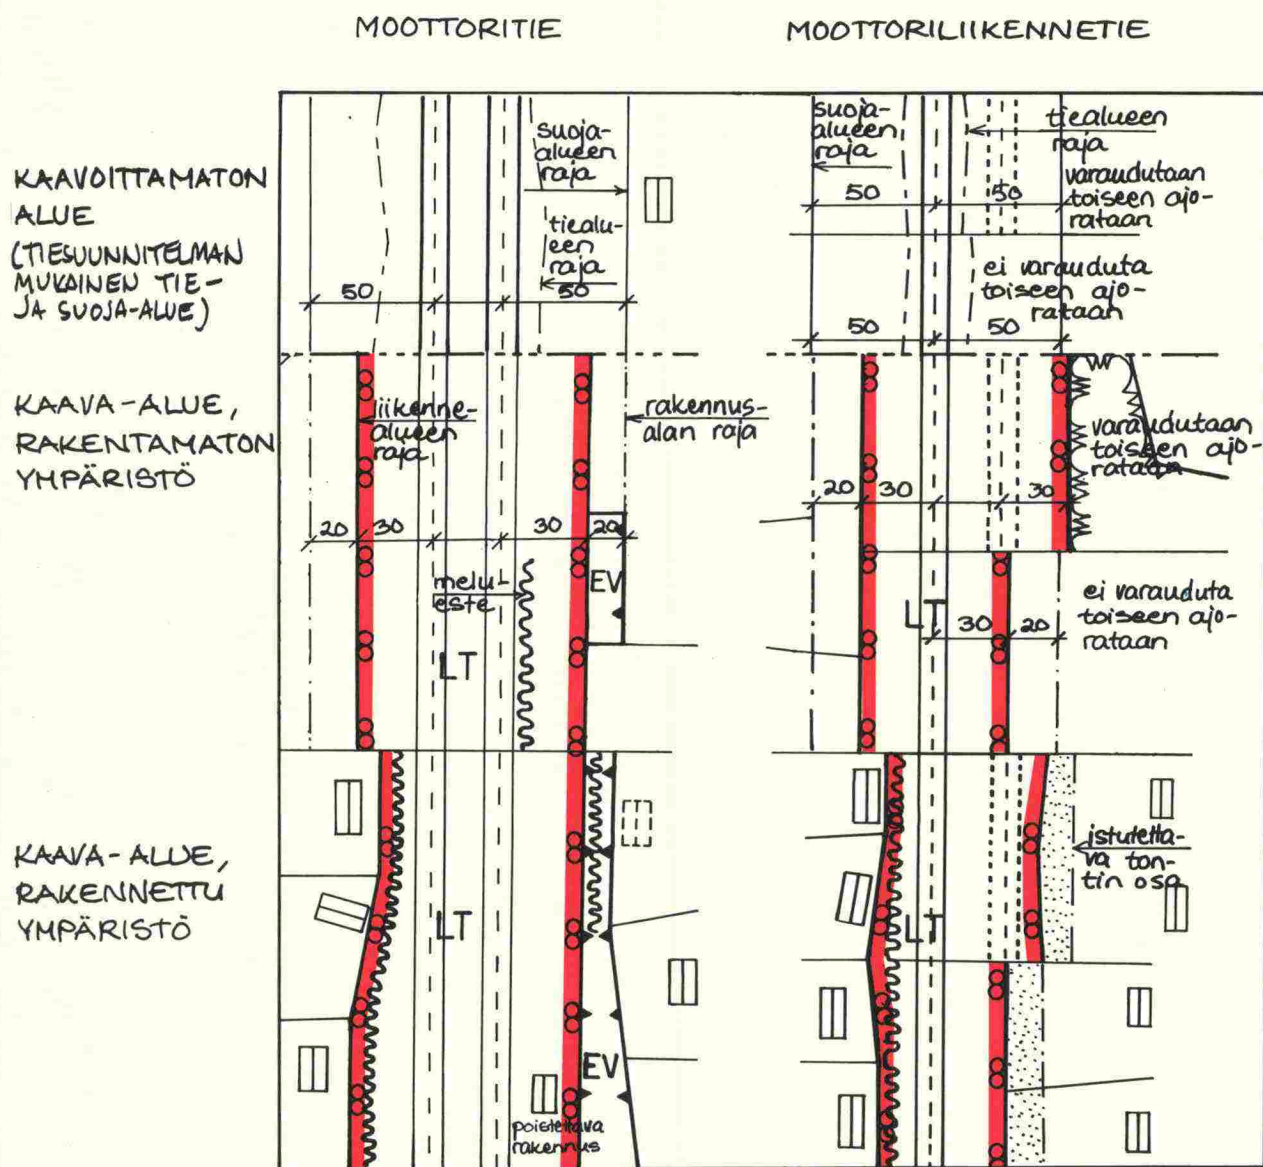 MOOTTORITIE
MOOTTORILIIKENNETIE
KAAVOITTAMATON
ALUE
(TIESUUNNITELMAN
MUKAINEN TIE-
JA SUOJA-ALUE)
suoja-
alueen
raja
tiealu-
een
raja
50
50
suoja-
alueen
raja
tiealueen
raja
50
50
varaudutaan
toiseen ajo-
rataan
ei varauduta
toiseen ajo-
rataan
50
50
KAAVA-ALUE,
RAKENTAMATON
YMPÄRISTÖ
liikenne-
alueen
raja
rakennus-
alan raja
20
30
30
20
melu-
este
EV
LT
varaudutaan
toiseen ajo-
rataan
20
30
30
LT
30
20
ei varauduta
toiseen ajo-
rataan
KAAVA-ALUE,
RAKENNETTU
YMPÄRISTÖ
LT
EV
poistettava
rakennus
LT
istutetta-
va ton-
tin osa